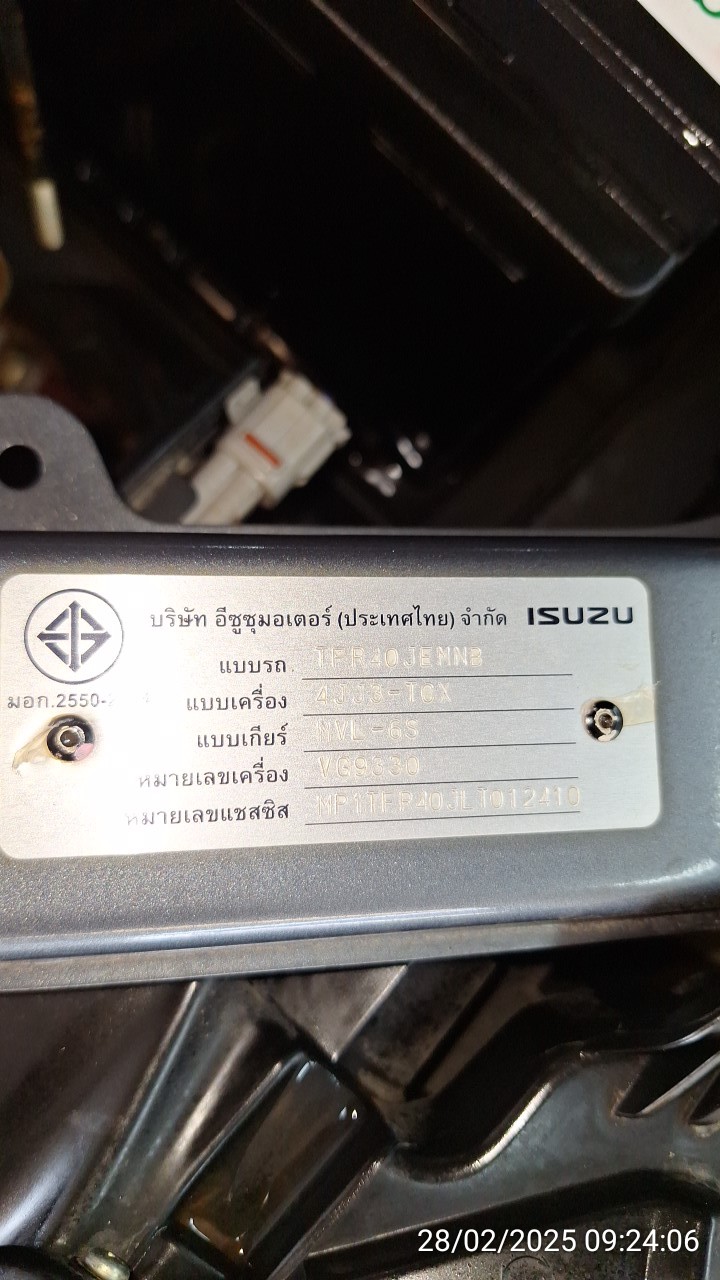 บริษัท อีซูซุมอเตอร์ (ประเทศไทย) จำกัด ISUZU
แบบรถ TFR40JEMNB
มอก.2550-
แบบเครื่อง 4JJ3-TCX
แบบเกียร์ MVL-6S
หมายเลขเครื่อง VG9330
หมายเลขแชสซิส MP1TFR40JLT012410
28/02/2025 09:24:06